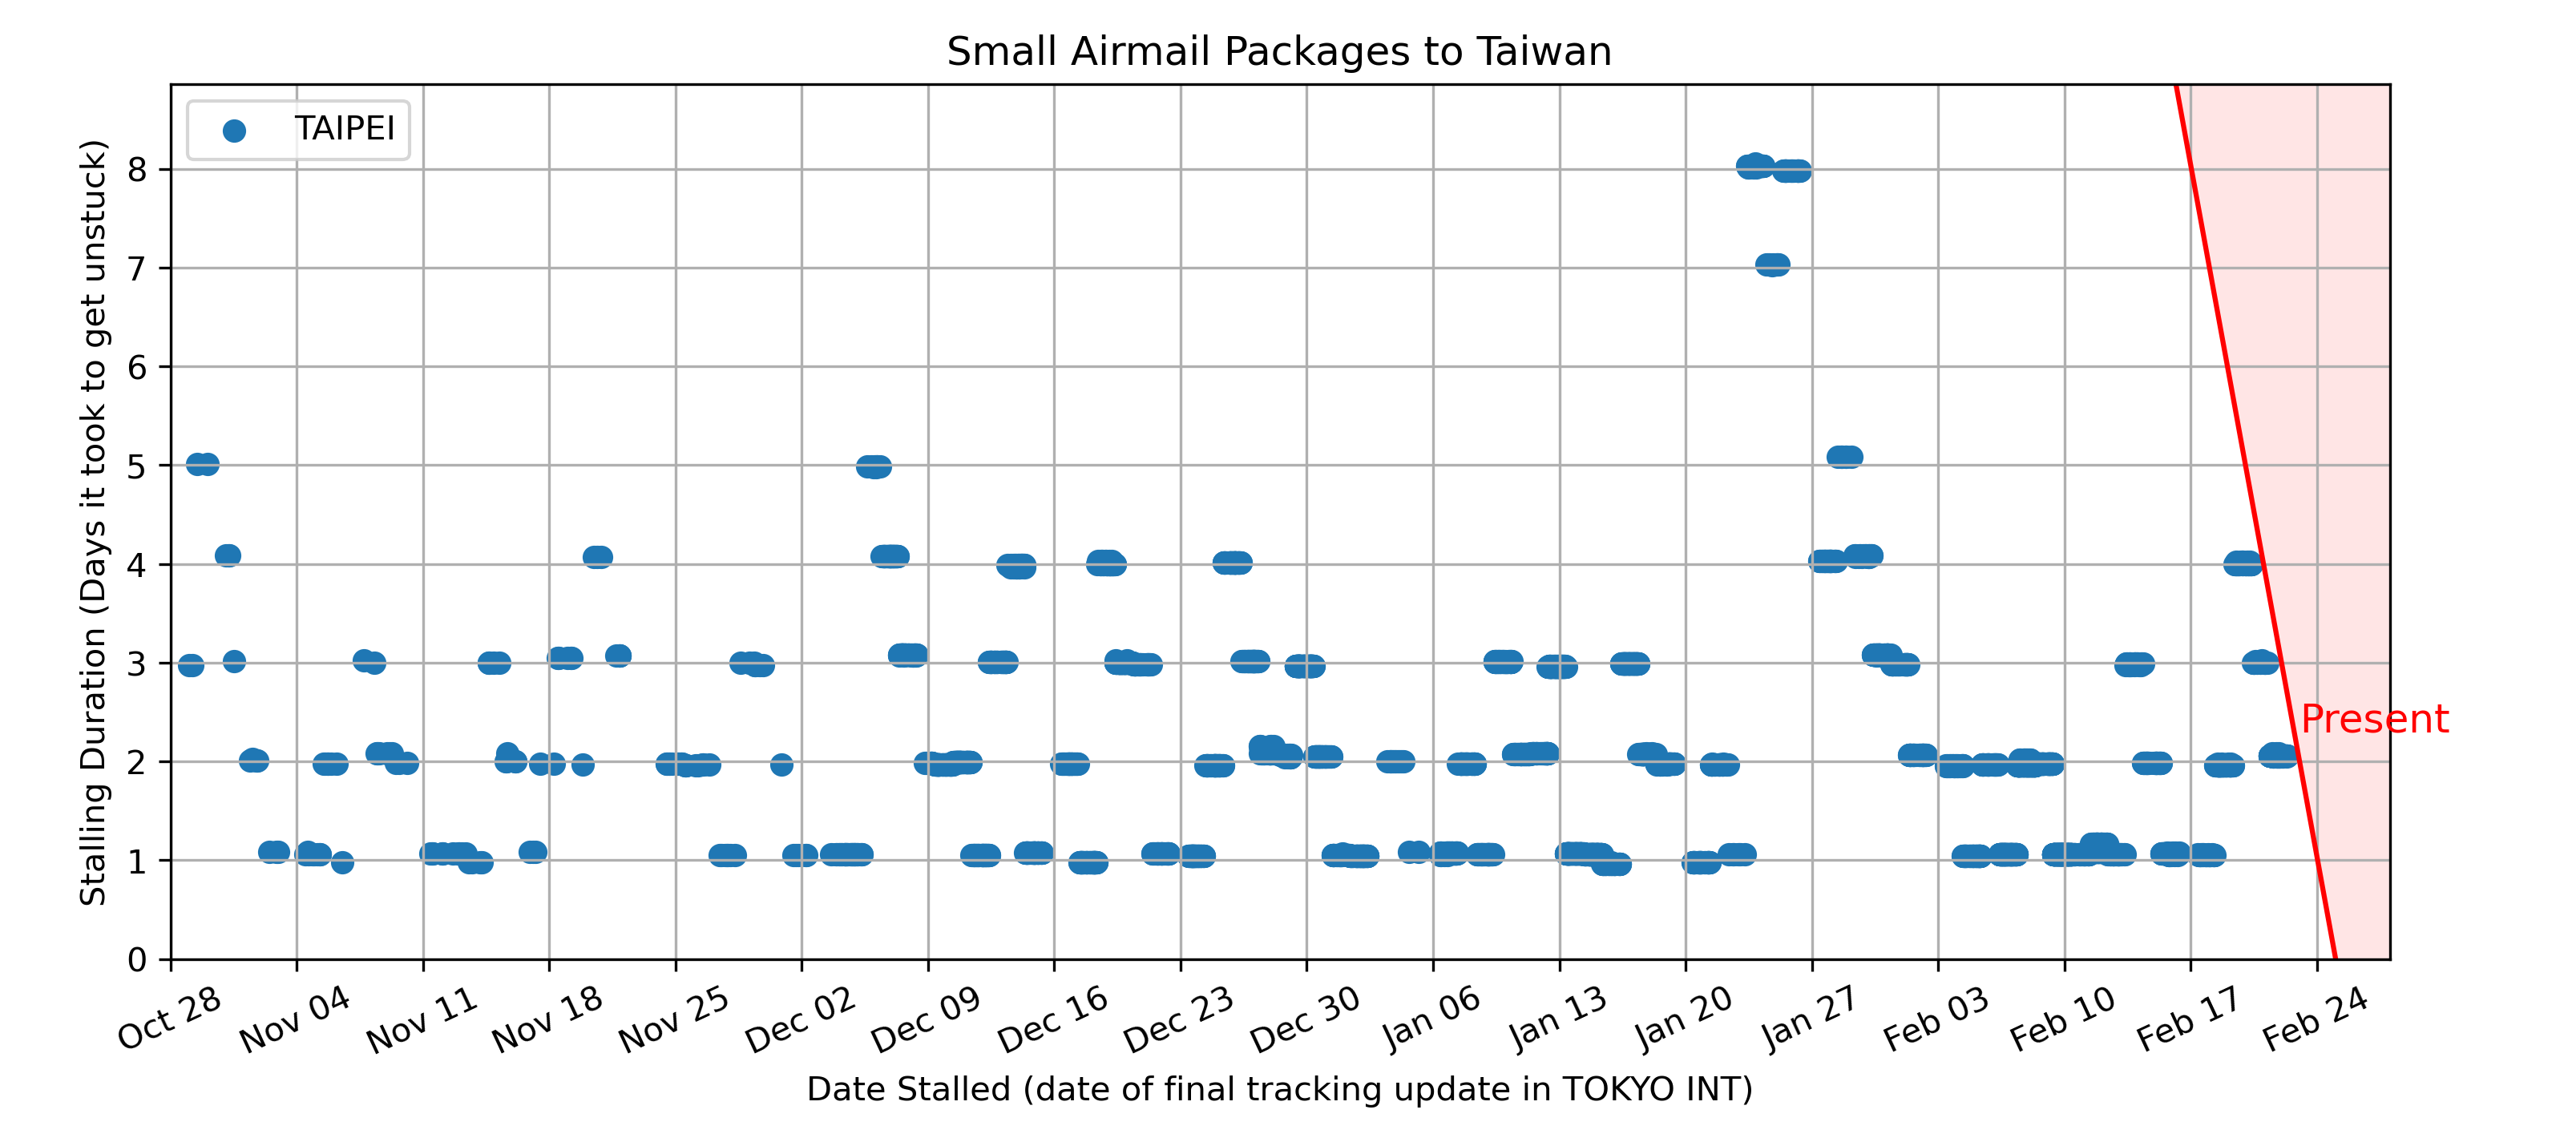 Small Airmail Packages to Taiwan
TAIPEI
Stalling Duration (Days it took to get unstuck)
8
7
6
5
4
3
2
1
0
Present
Oct 28 Nov 04 Nov 11 Nov 18 Nov 25 Dec 02 Dec 09 Dec 16 Dec 23 Dec 30 Jan 06 Jan 13 Jan 20 Jan 27 Feb 03 Feb 10 Feb 17 Feb 24
Date Stalled (date of final tracking update in TOKYO INT)